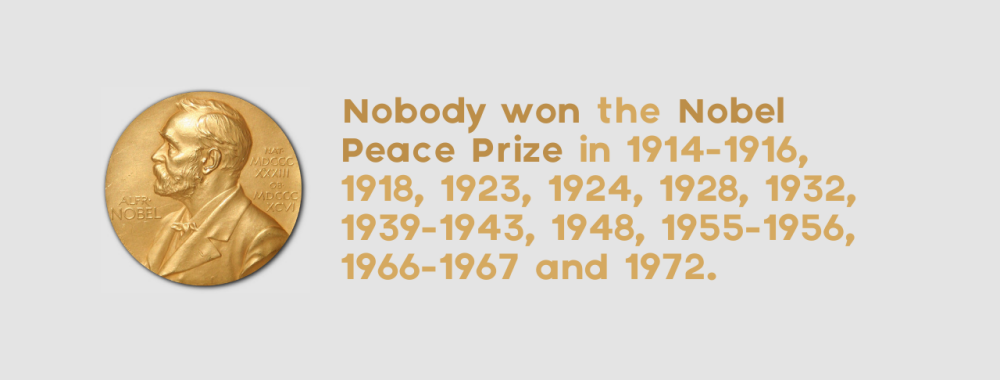 ALFR·
NOBEL
NAT·
MDCCC
XXXIII
OB·
MDCCC
XCVI
Nobody won the Nobel
Peace Prize in 1914-1916,
1918, 1923, 1924, 1928, 1932,
1939-1943, 1948, 1955-1956,
1966-1967 and 1972.